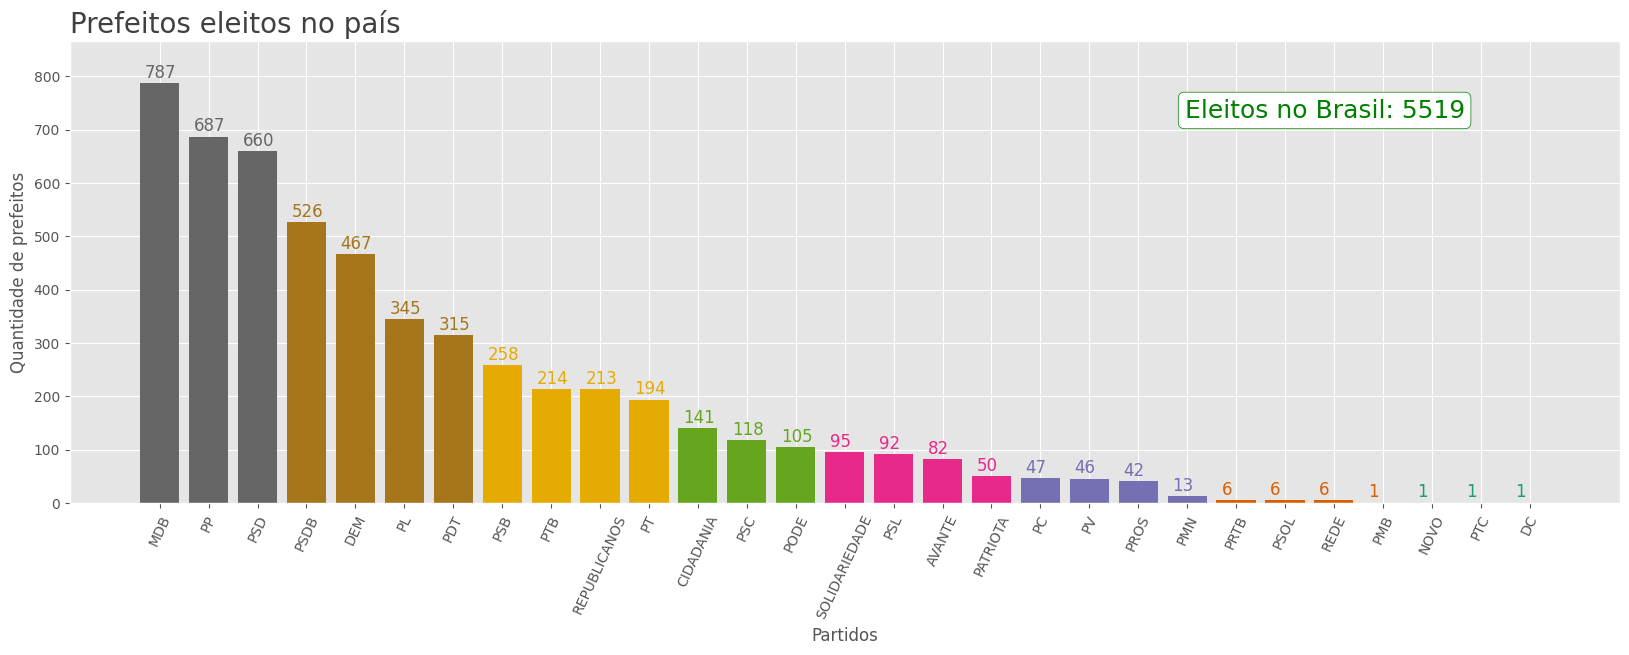 Prefeitos eleitos no país
Eleitos no Brasil: 5519
Quantidade de prefeitos
800
700
600
500
400
300
200
100
0
787
687
660
526
467
345
315
258
214
213
194
141
118
105
95
92
82
50
47
46
42
13
6
6
6
1
1
1
1
MDB
PP
PSD
PSDB
DEM
PL
PDT
PSB
PTB
REPUBLICANOS
PT
CIDADANIA
PSC
PODE
SOLIDARIEDADE
PSL
AVANTE
PATRIOTA
PC
PV
PROS
PMN
PRTB
PSOL
REDE
PMB
NOVO
PTC
DC
Partidos